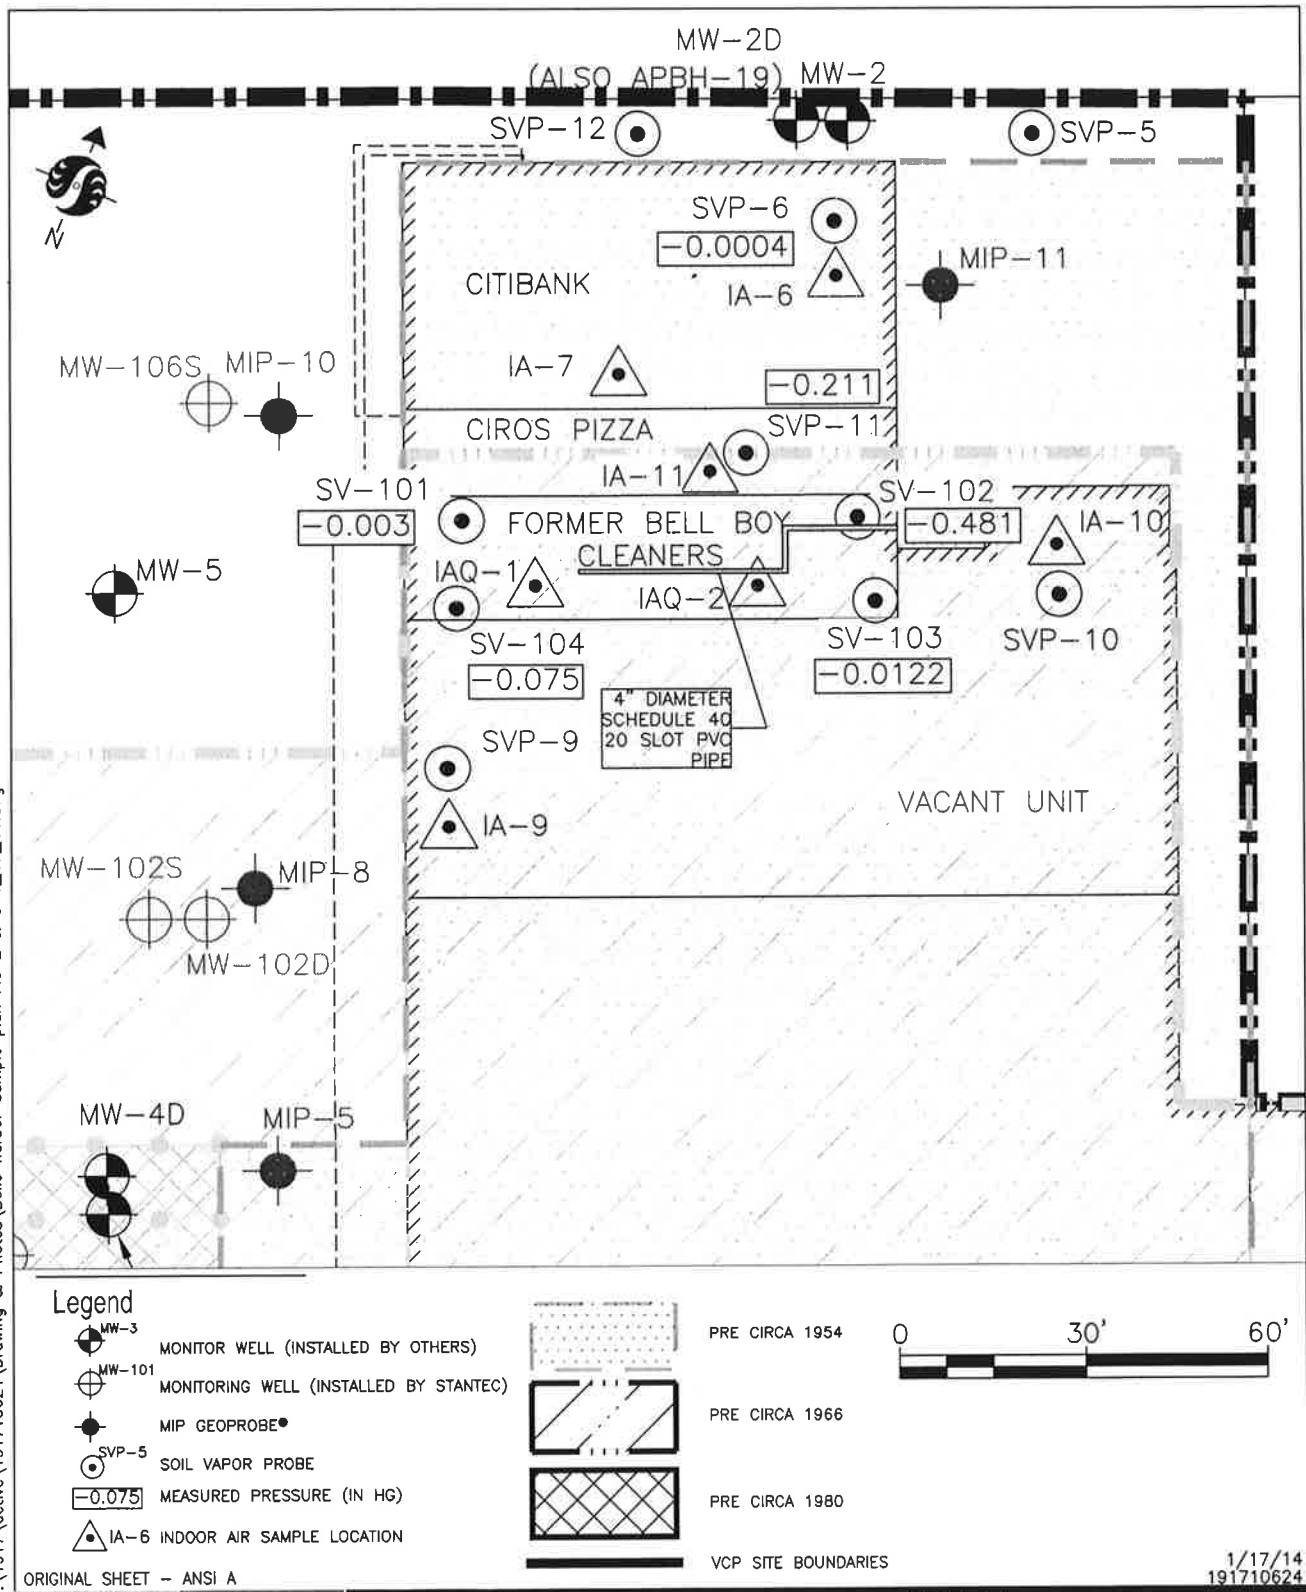 MW-2D
(ALSO APBH-19) MW-2
SVP-12
SVP-5
N
SVP-6
-0.0004
CITIBANK
IA-6
MIP-11
MW-106S MIP-10
IA-7
-0.211
CIROS PIZZA
SVP-11
IA-11
SV-101
SV-102
-0.003
FORMER BELL BOY
CLEANERS
-0.481
IA-10
MW-5
IAQ-1
IAQ-2
SV-104
SV-103
SVP-10
-0.075
-0.0122
4" DIAMETER
SCHEDULE 40
20 SLOT PVC
PIPE
SVP-9
VACANT UNIT
IA-9
MW-102S
MIP-8
MW-102D
MW-4D
MIP-5
Legend
MW-3
MONITOR WELL (INSTALLED BY OTHERS)
MW-101
MONITORING WELL (INSTALLED BY STANTEC)
MIP GEOPROBE
SVP-5
SOIL VAPOR PROBE
-0.075 MEASURED PRESSURE (IN HG)
IA-6 INDOOR AIR SAMPLE LOCATION
PRE CIRCA 1954
PRE CIRCA 1966
PRE CIRCA 1980
VCP SITE BOUNDARIES
0 30' 60'
ORIGINAL SHEET - ANSI A
1/17/14
191710624